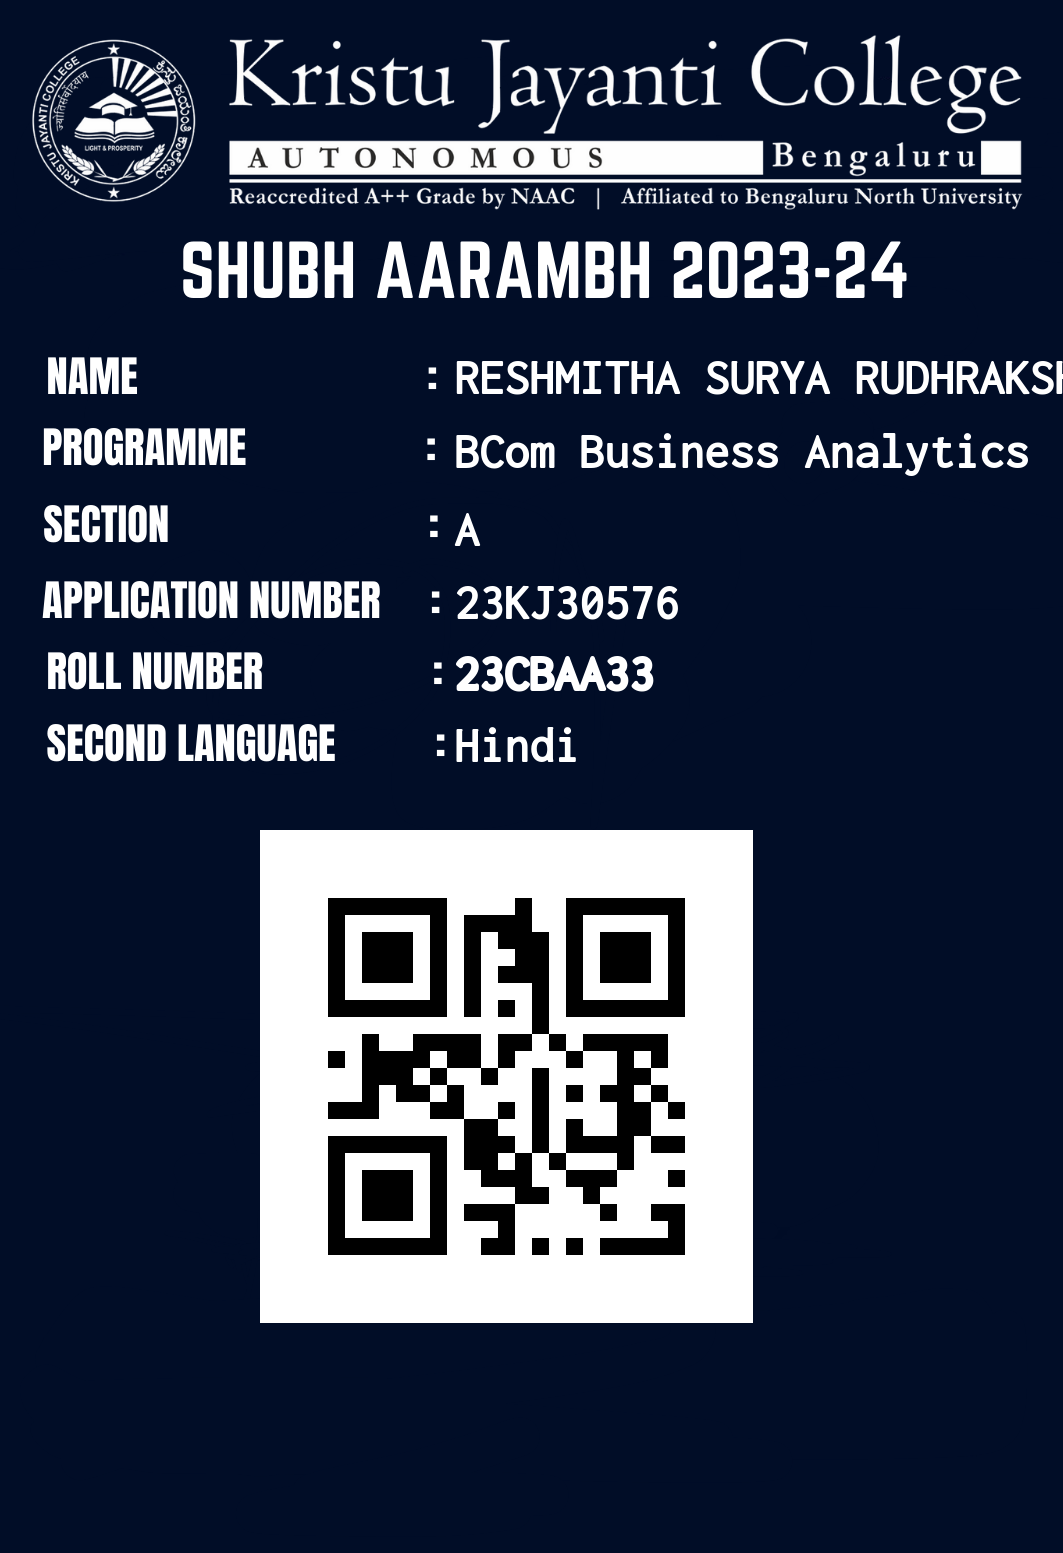 Kristu Jayanti College
AUTONOMOUS Bengaluru
Reaccredited A++ Grade by NAAC | Affiliated to Bengaluru North University
KRISTU JAYANTI COLLEGE
LIGHT & PROSPERITY
SHUBH AARAMBH 2023-24
NAME : RESHMITHA SURYA RUDHRAKSH
PROGRAMME : BCom Business Analytics
SECTION : A
APPLICATION NUMBER : 23KJ30576
ROLL NUMBER : 23CBAA33
SECOND LANGUAGE : Hindi